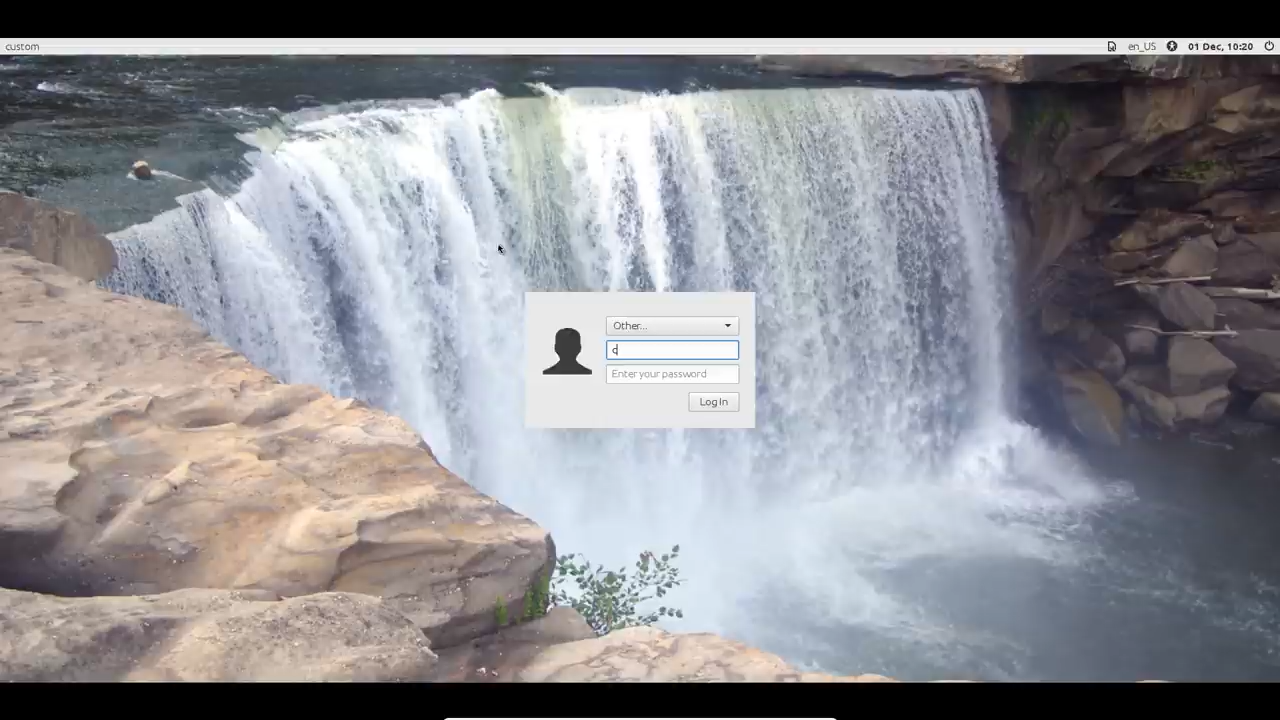 custom
en_US
01 Dec, 10:20
Other...
c
Enter your password
Log In